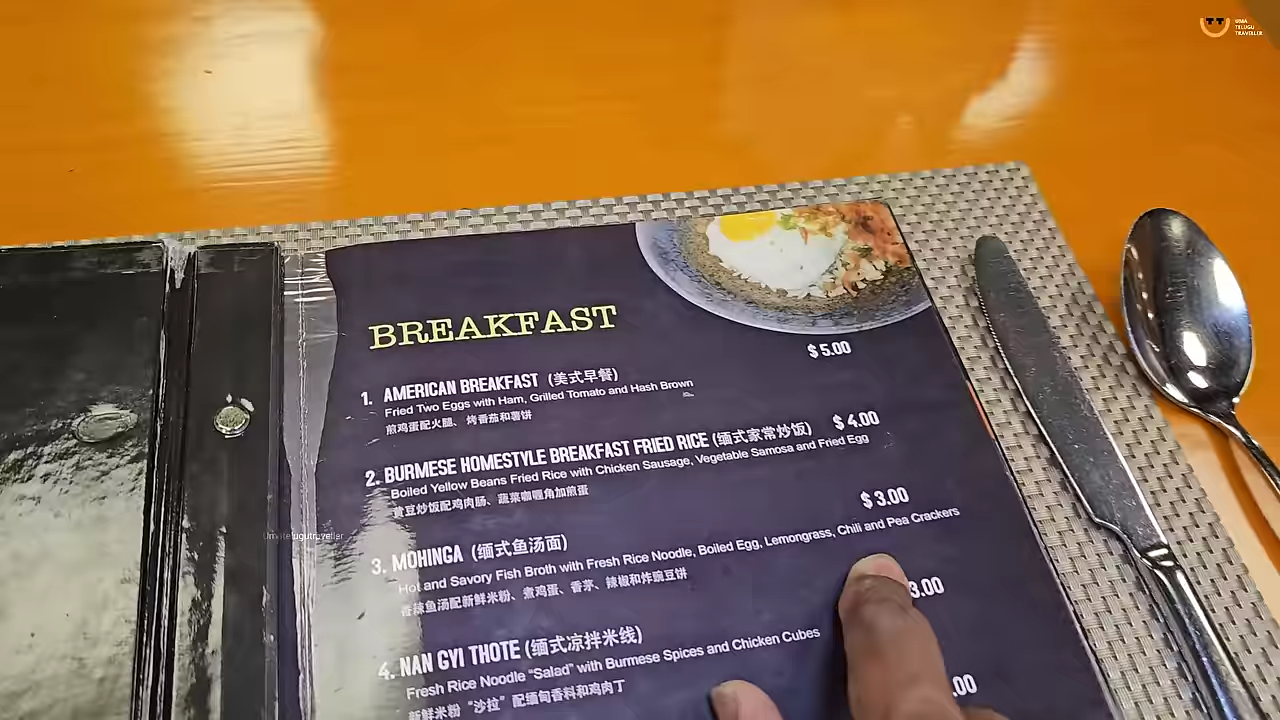 UMA
TELUGU
TRAVELLER
BREAKFAST
$ 5.00
1. AMERICAN BREAKFAST (美式早餐)
Fried Two Eggs with Ham, Grilled Tomato and Hash Brown
煎鸡蛋配火腿、烤番茄和薯饼
2. BURMESE HOMESTYLE BREAKFAST FRIED RICE (缅式家常炒饭) $ 4.00
Boiled Yellow Beans Fried Rice with Chicken Sausage, Vegetable Samosa and Fried Egg
黄豆炒饭配鸡肉肠、蔬菜咖喱角加煎蛋
$ 3.00
3. MOHINGA (缅式鱼汤面)
Hot and Savory Fish Broth with Fresh Rice Noodle, Boiled Egg, Lemongrass, Chili and Pea Crackers
香辣鱼汤配新鲜米粉、煮鸡蛋、香茅、辣椒和炸豌豆饼
3.00
4. NAN GYI THOTE (缅式凉拌米线)
Fresh Rice Noodle "Salad" with Burmese Spices and Chicken Cubes
新鲜米粉 "沙拉" 配缅甸香料和鸡肉丁
.00
Umatelugutraveller